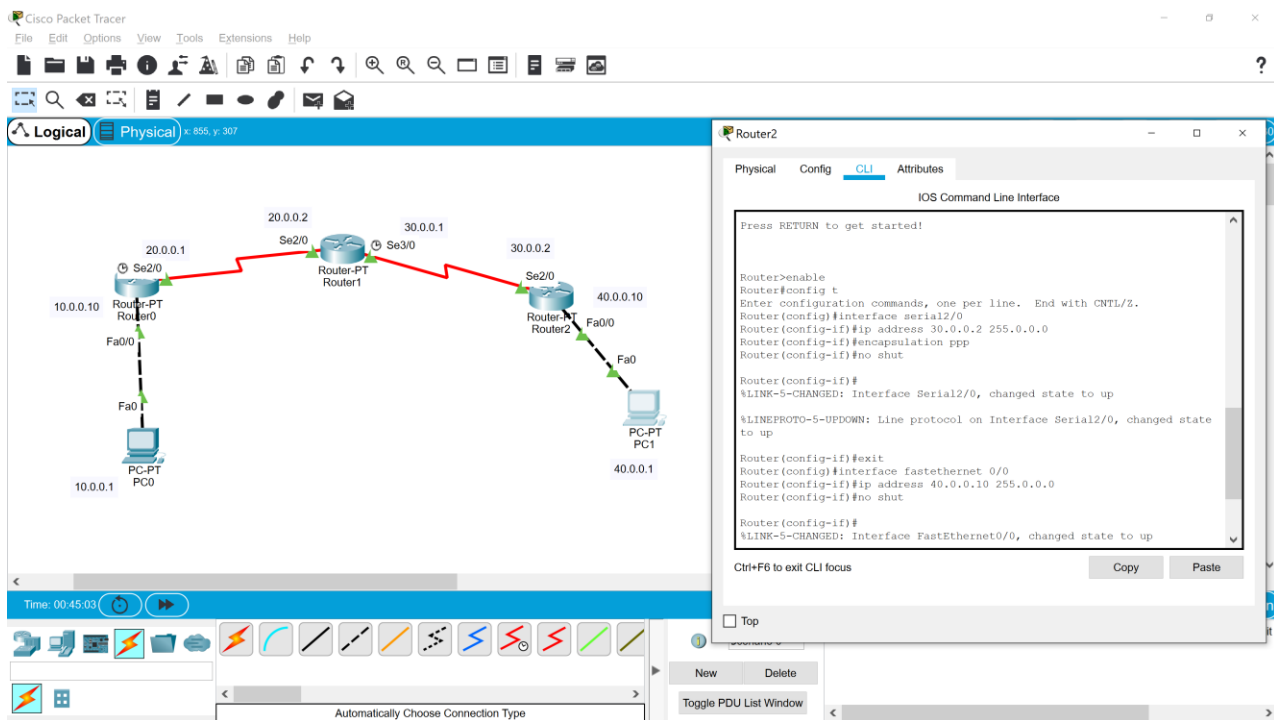 Cisco Packet Tracer
File Edit Options View Tools Extensions Help
Logical Physical x: 855, y: 307
20.0.0.2
30.0.0.1
20.0.0.1
Se2/0
Se3/0
30.0.0.2
Se2/0
Router-PT
Router1
Se2/0
10.0.0.10
Router-PT
Router0
40.0.0.10
Router-PT
Router2
Fa0/0
Fa0/0
Fa0
Fa0
PC-PT
PC1
40.0.0.1
PC-PT
PC0
10.0.0.1
Time: 00:45:03
Automatically Choose Connection Type
New Delete
Toggle PDU List Window
Router2
Physical Config CLI Attributes
IOS Command Line Interface
Press RETURN to get started!
Router>enable
Router#config t
Enter configuration commands, one per line. End with CNTL/Z.
Router(config)#interface serial2/0
Router(config-if)#ip address 30.0.0.2 255.0.0.0
Router(config-if)#encapsulation ppp
Router(config-if)#no shut
Router(config-if)#
%LINK-5-CHANGED: Interface Serial2/0, changed state to up
%LINEPROTO-5-UPDOWN: Line protocol on Interface Serial2/0, changed state
to up
Router(config-if)#exit
Router(config)#interface fastethernet 0/0
Router(config-if)#ip address 40.0.0.10 255.0.0.0
Router(config-if)#no shut
Router(config-if)#
%LINK-5-CHANGED: Interface FastEthernet0/0, changed state to up
Ctrl+F6 to exit CLI focus
Copy Paste
Top